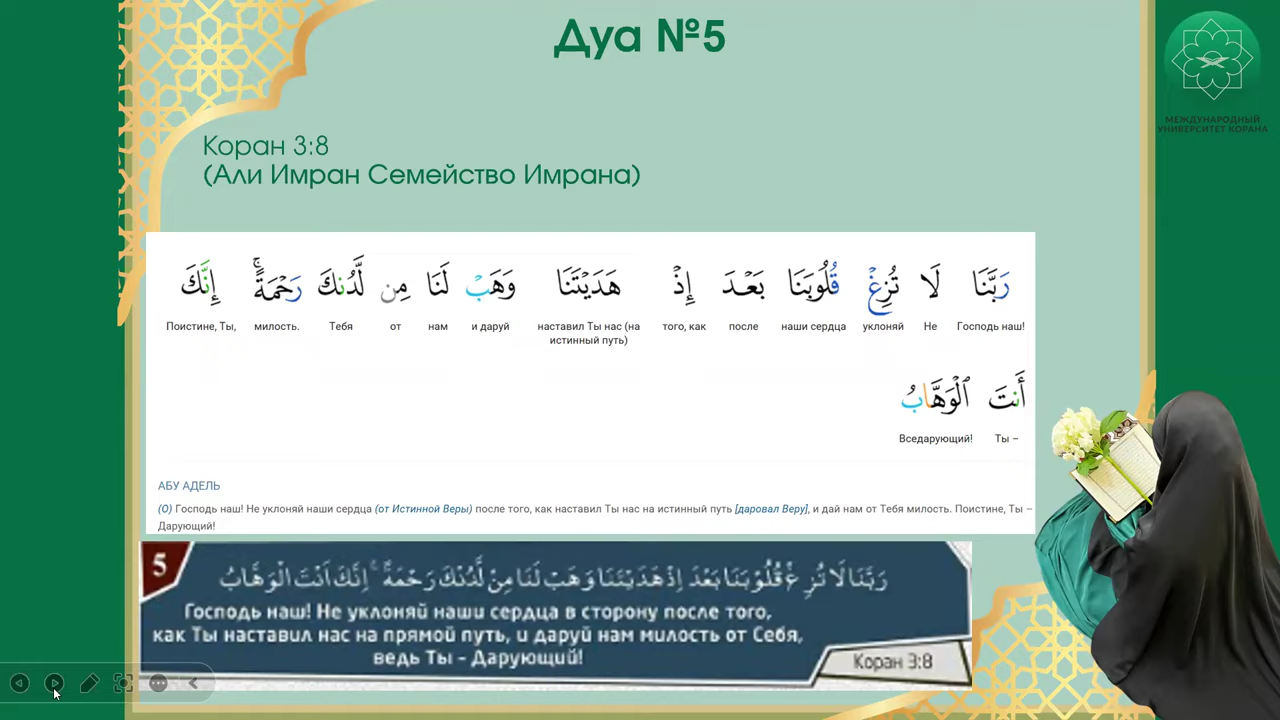 Дуа №5
МЕЖДУНАРОДНЫЙ
УНИВЕРСИТЕТ КОРАНА
Коран 3:8
(Али Имран Семейство Имрана)
رَبَّنَا لَا تُزِغْ قُلُوبَنَا بَعْدَ إِذْ هَدَيْتَنَا وَهَبْ لَنَا مِن لَّدُنكَ رَحْمَةً ۚ إِنَّكَ
Поистине, Ты, милость. Тебя от нам и даруй наставил Ты нас (на истинный путь) того, как после наши сердца уклоняй Не Господь наш!
أَنتَ ٱلْوَهَّابُ
Вседарующий! Ты –
АБУ АДЕЛЬ
(О) Господь наш! Не уклоняй наши сердца (от Истинной Веры) после того, как наставил Ты нас на истинный путь [даровал Веру], и дай нам от Тебя милость. Поистине, Ты –
Дарующий!
5
رَبَّنَا لَا تُزِغْ قُلُوْبَنَا بَعْدَ اِذْ هَدَيْتَنَا وَهَبْ لَنَا مِنْ لَّدُنْكَ رَحْمَةً ۚ اِنَّكَ اَنْتَ الْوَهَّابُ
Господь наш! Не уклоняй наши сердца в сторону после того,
как Ты наставил нас на прямой путь, и даруй нам милость от Себя,
ведь Ты – Дарующий!
Коран 3:8